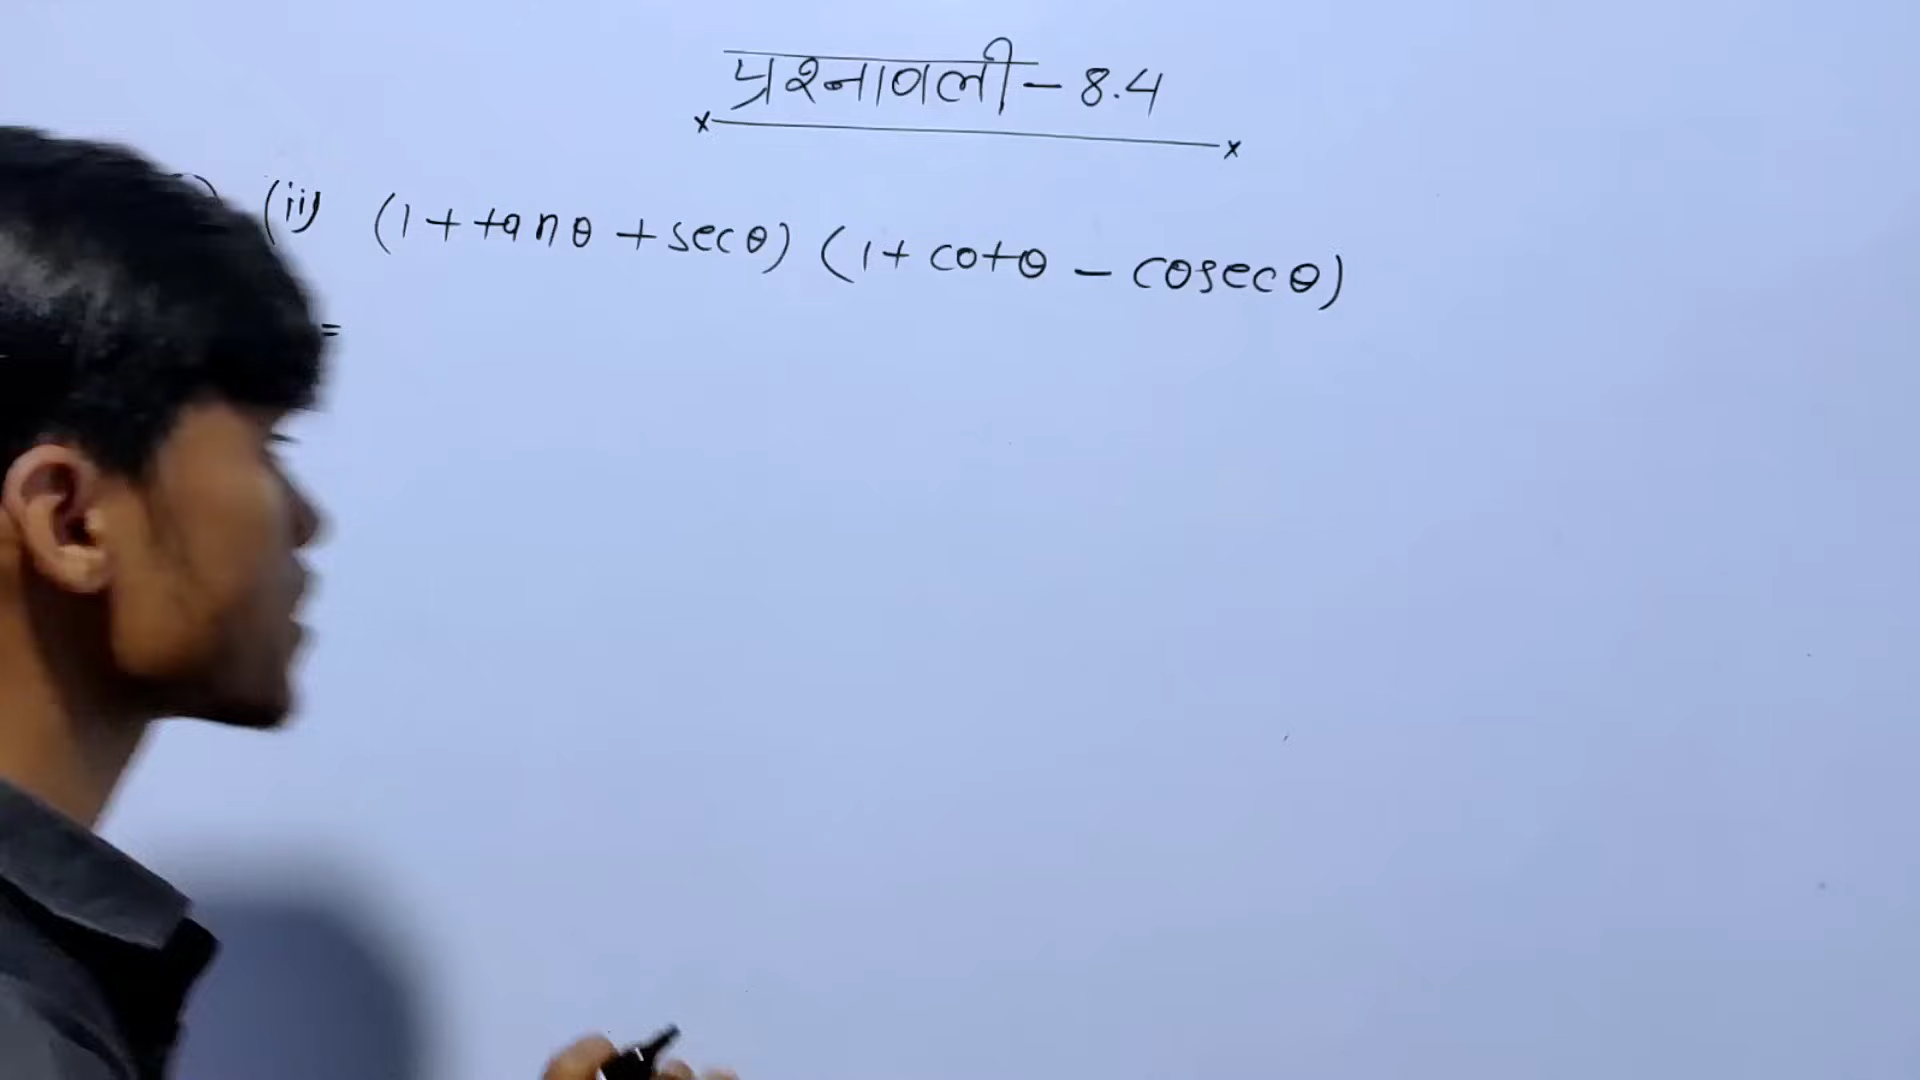 प्रश्नावली - 8.4
(ii) (1 + tan θ + sec θ) (1 + cot θ - cosec θ)
=